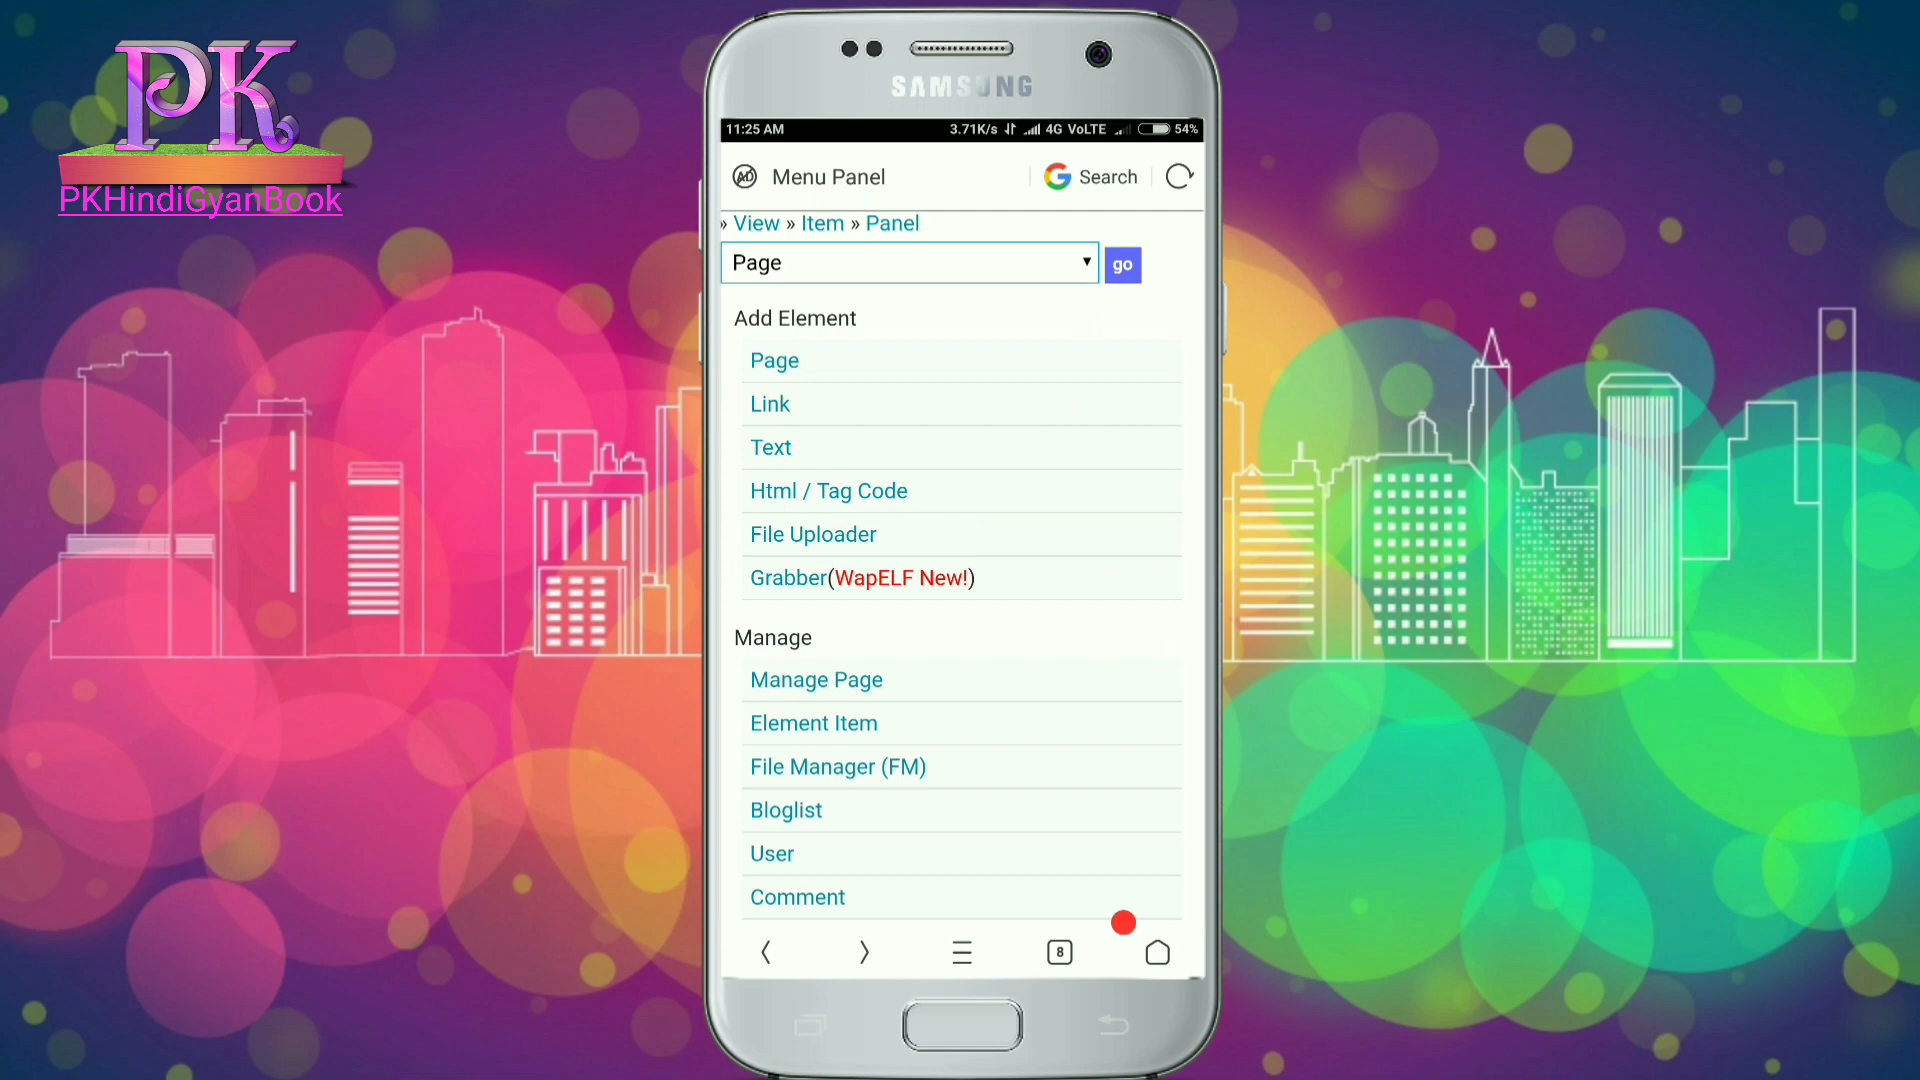 PK
PKHindiGyanBook
SAMSUNG
11:25 AM 3.71K/s 4G VoLTE 54%
AD Menu Panel Search
» View » Item » Panel
Page go
Add Element
Page
Link
Text
Html / Tag Code
File Uploader
Grabber(WapELF New!)
Manage
Manage Page
Element Item
File Manager (FM)
Bloglist
User
Comment
8